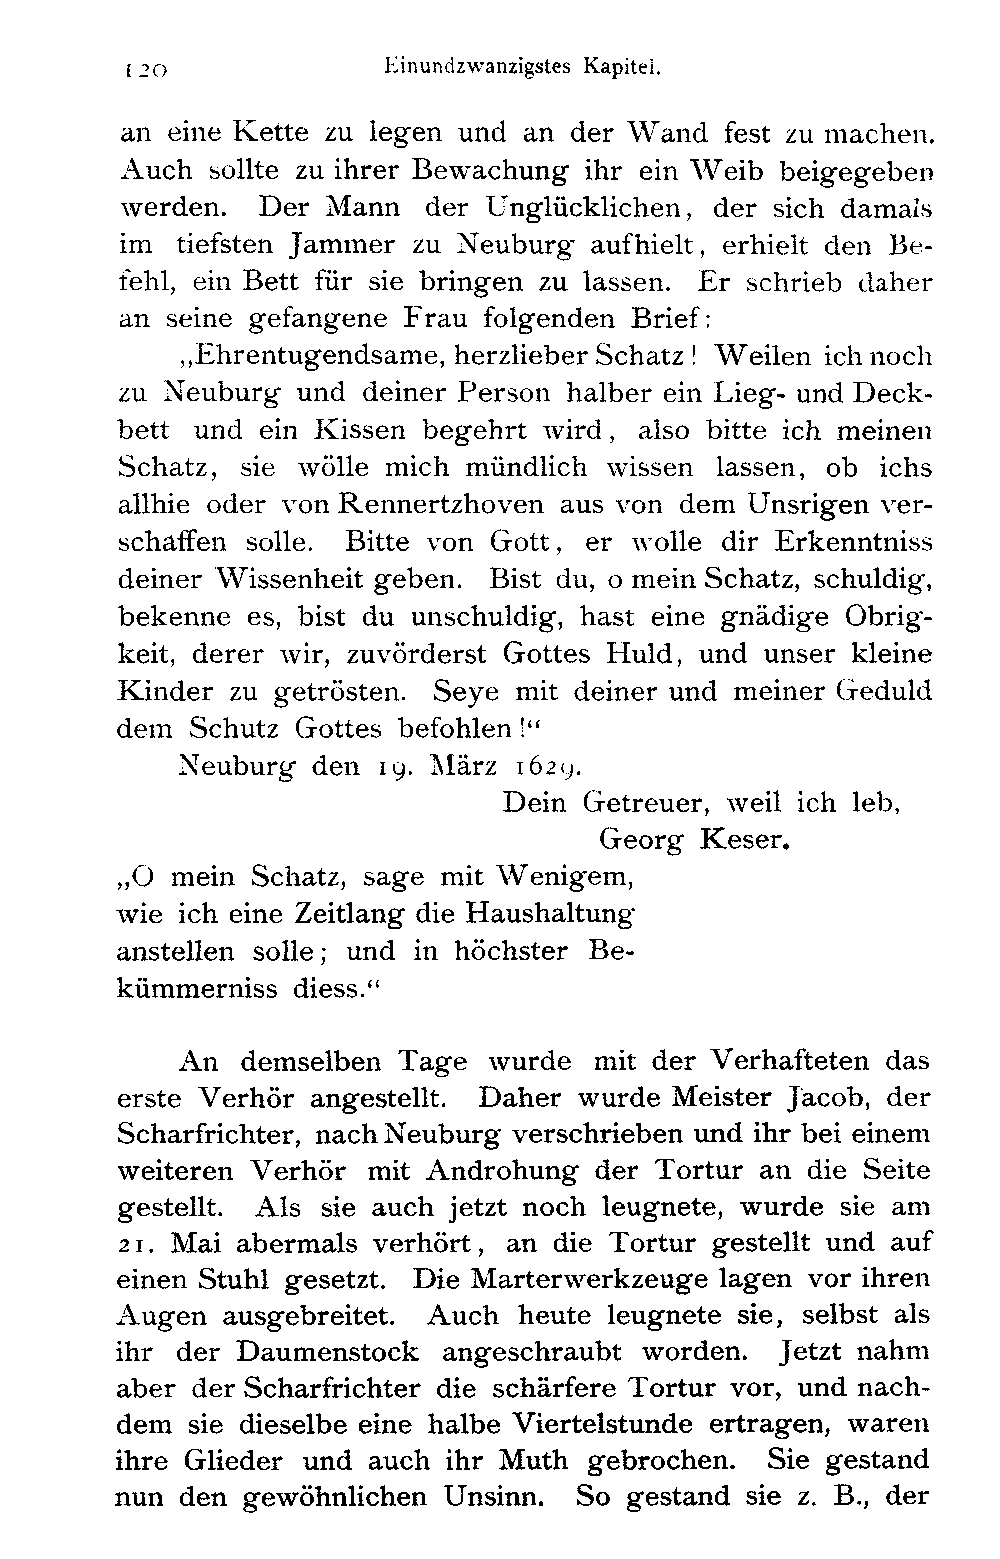 120 Einundzwanzigstes Kapitel.
an eine Kette zu legen und an der Wand fest zu machen.
Auch sollte zu ihrer Bewachung ihr ein Weib beigegeben
werden. Der Mann der Unglücklichen, der sich damals
im tiefsten Jammer zu Neuburg aufhielt, erhielt den Be-
fehl, ein Bett für sie bringen zu lassen. Er schrieb daher
an seine gefangene Frau folgenden Brief:
„Ehrentugendsame, herzlieber Schatz! Weilen ich noch
zu Neuburg und deiner Person halber ein Lieg- und Deck-
bett und ein Kissen begehrt wird, also bitte ich meinen
Schatz, sie wölle mich mündlich wissen lassen, ob ichs
allhie oder von Rennertzhoven aus von dem Unsrigen ver-
schaffen solle. Bitte von Gott, er wolle dir Erkenntniss
deiner Wissenheit geben. Bist du, o mein Schatz, schuldig,
bekenne es, bist du unschuldig, hast eine gnädige Obrig-
keit, derer wir, zuvörderst Gottes Huld, und unser kleine
Kinder zu getrösten. Seye mit deiner und meiner Geduld
dem Schutz Gottes befohlen!“
Neuburg den 19. März 1629.
Dein Getreuer, weil ich leb,
Georg Keser.
„O mein Schatz, sage mit Wenigem,
wie ich eine Zeitlang die Haushaltung
anstellen solle; und in höchster Be-
kümmerniss diess.“
An demselben Tage wurde mit der Verhafteten das
erste Verhör angestellt. Daher wurde Meister Jacob, der
Scharfrichter, nach Neuburg verschrieben und ihr bei einem
weiteren Verhör mit Androhung der Tortur an die Seite
gestellt. Als sie auch jetzt noch leugnete, wurde sie am
21. Mai abermals verhört, an die Tortur gestellt und auf
einen Stuhl gesetzt. Die Marterwerkzeuge lagen vor ihren
Augen ausgebreitet. Auch heute leugnete sie, selbst als
ihr der Daumenstock angeschraubt worden. Jetzt nahm
aber der Scharfrichter die schärfere Tortur vor, und nach-
dem sie dieselbe eine halbe Viertelstunde ertragen, waren
ihre Glieder und auch ihr Muth gebrochen. Sie gestand
nun den gewöhnlichen Unsinn. So gestand sie z. B., der